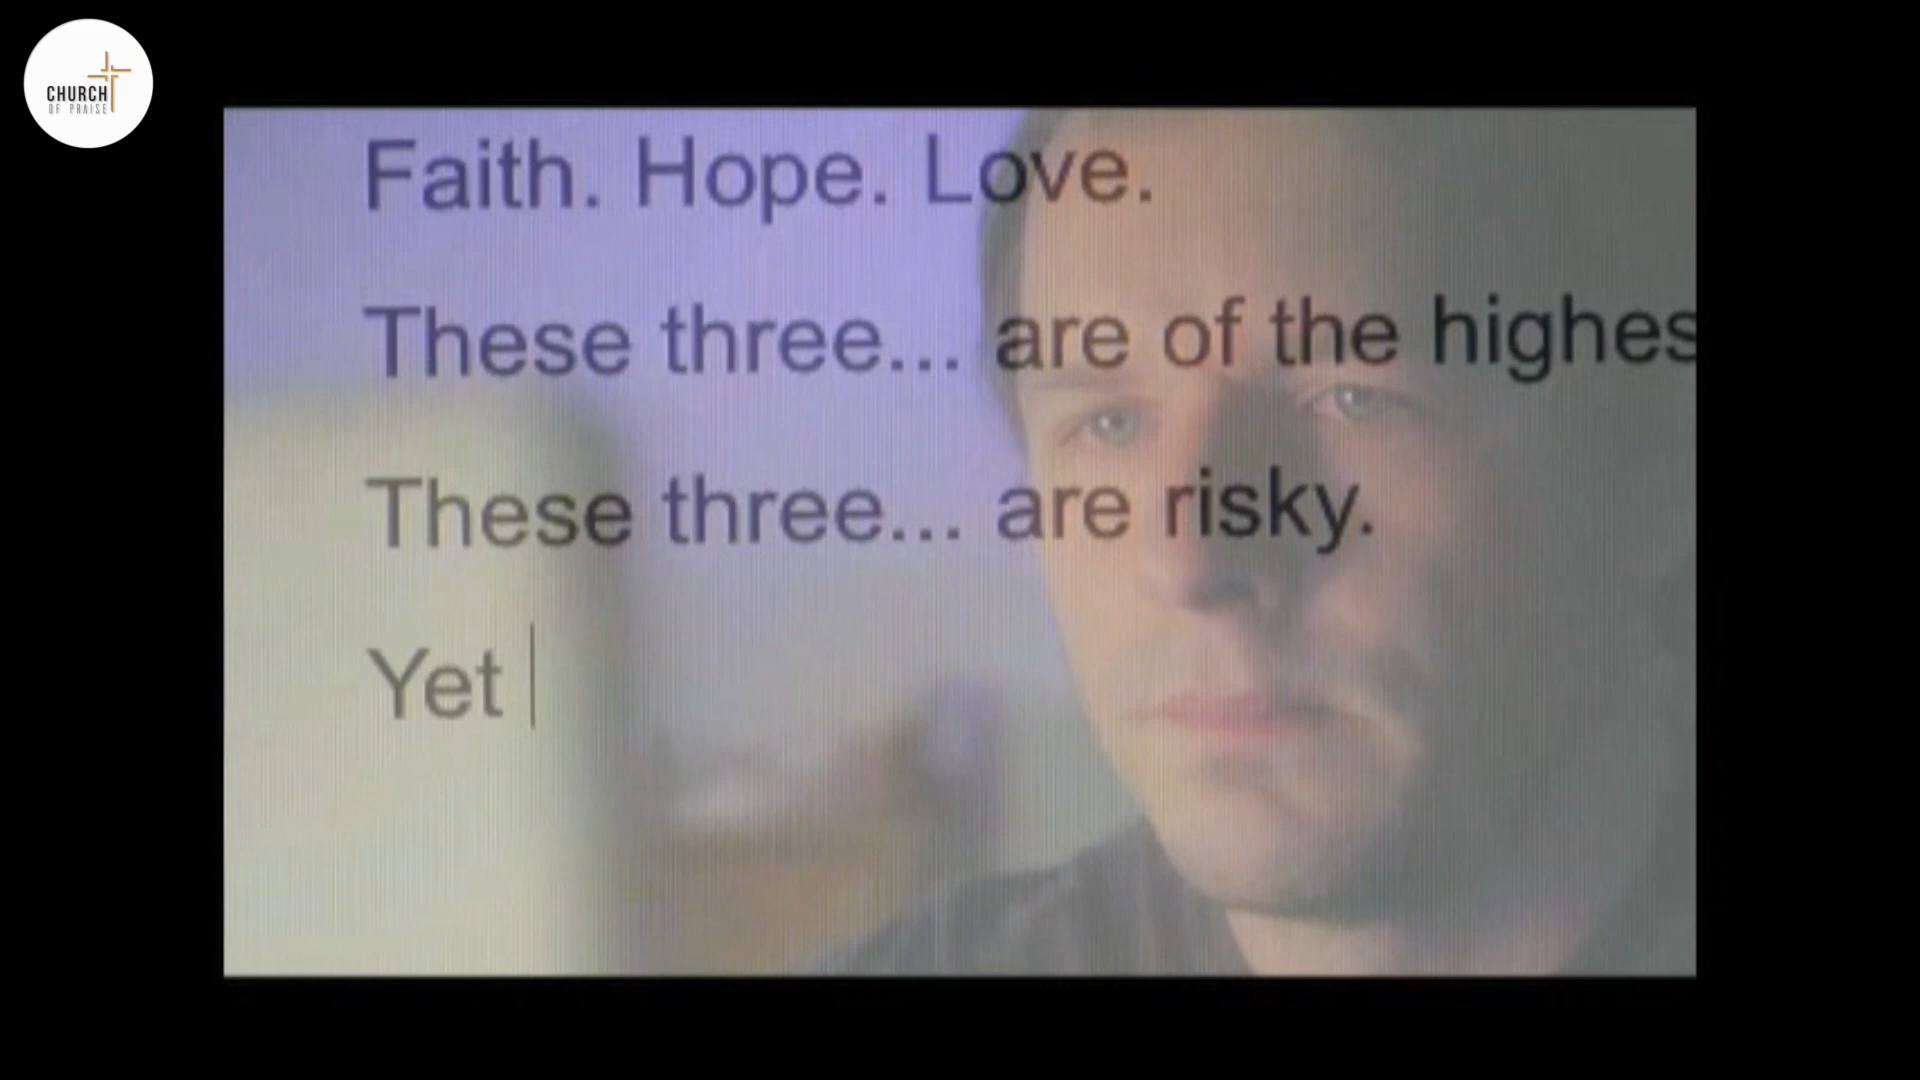 CHURCH
OF PRAISE
Faith. Hope. Love.
These three... are of the highes
These three... are risky.
Yet